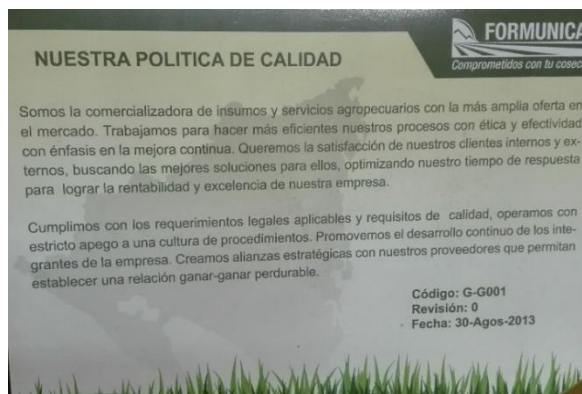 FORMUNICA
Comprometidos con tu cosec
NUESTRA POLITICA DE CALIDAD
Somos la comercializadora de insumos y servicios agropecuarios con la más amplia oferta en
el mercado. Trabajamos para hacer más eficientes nuestros procesos con ética y efectividad
con énfasis en la mejora continua. Queremos la satisfacción de nuestros clientes internos y ex-
ternos, buscando las mejores soluciones para ellos, optimizando nuestro tiempo de respuesta
para lograr la rentabilidad y excelencia de nuestra empresa.
Cumplimos con los requerimientos legales aplicables y requisitos de calidad, operamos con
estricto apego a una cultura de procedimientos. Promovemos el desarrollo continuo de los inte-
grantes de la empresa. Creamos alianzas estratégicas con nuestros proveedores que permitan
establecer una relación ganar-ganar perdurable.
Código: G-G001
Revisión: 0
Fecha: 30-Agos-2013